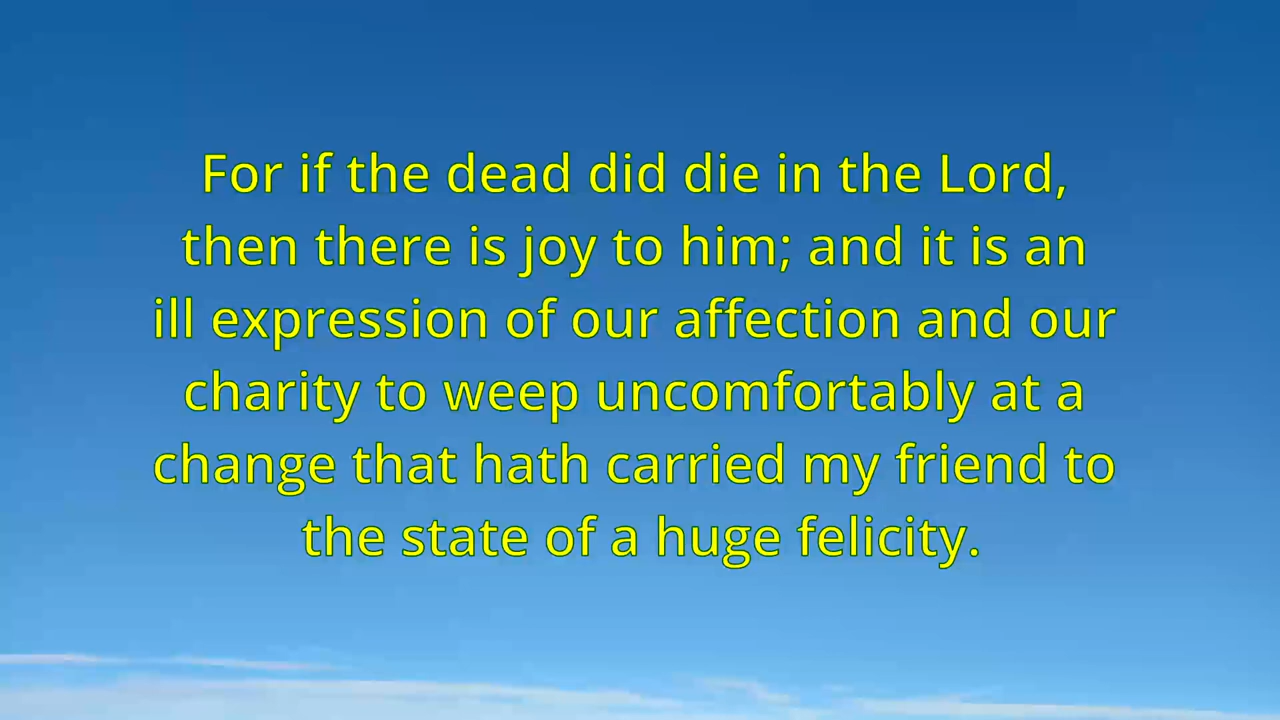 For if the dead did die in the Lord,
then there is joy to him; and it is an
ill expression of our affection and our
charity to weep uncomfortably at a
change that hath carried my friend to
the state of a huge felicity.